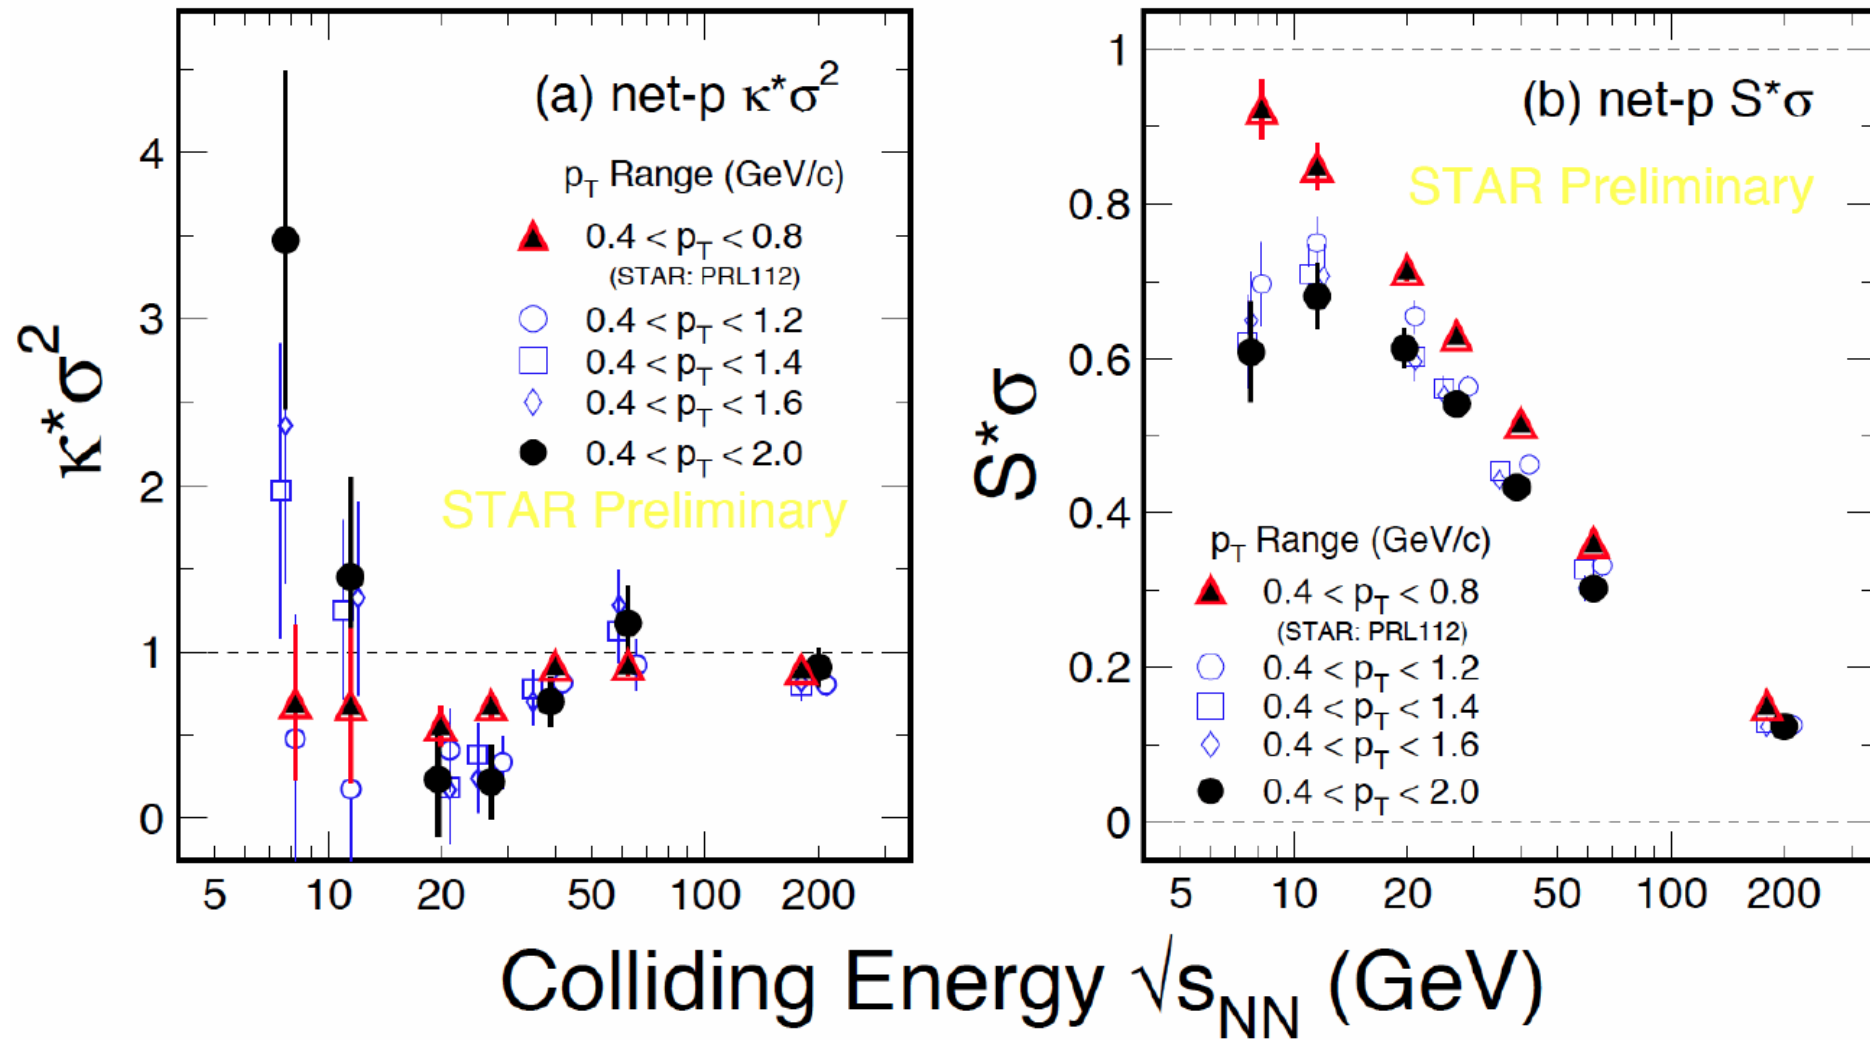 (a) net-p κ*σ²
p_T Range (GeV/c)
0.4 < p_T < 0.8
(STAR: PRL112)
0.4 < p_T < 1.2
0.4 < p_T < 1.4
0.4 < p_T < 1.6
0.4 < p_T < 2.0
STAR Preliminary
κ*σ²
4
3
2
1
0
5 10 20 50 100 200
(b) net-p S*σ
STAR Preliminary
p_T Range (GeV/c)
0.4 < p_T < 0.8
(STAR: PRL112)
0.4 < p_T < 1.2
0.4 < p_T < 1.4
0.4 < p_T < 1.6
0.4 < p_T < 2.0
S*σ
1
0.8
0.6
0.4
0.2
0
5 10 20 50 100 200
Colliding Energy √s_NN (GeV)